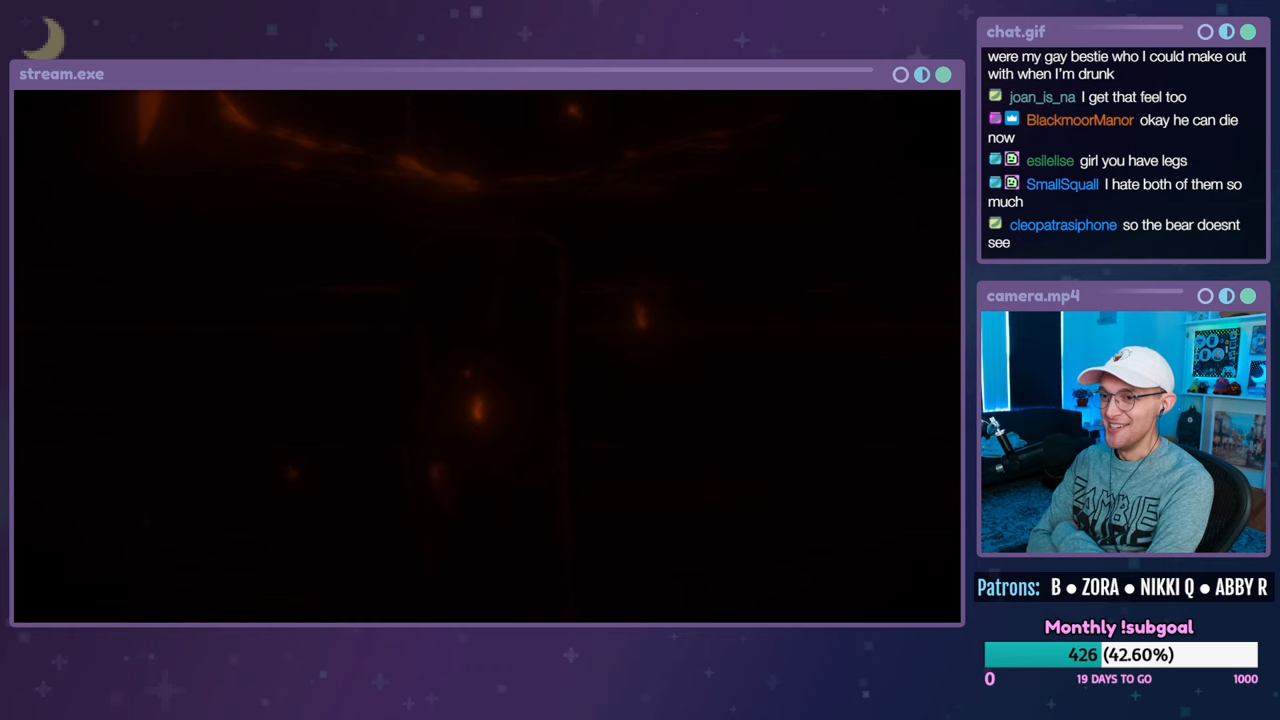 stream.exe
chat.gif
were my gay bestie who I could make out
with when I'm drunk
joan_is_na I get that feel too
BlackmoorManor okay he can die
now
esilelise girl you have legs
SmallSquall I hate both of them so
much
cleopatrasiphone so the bear doesnt
see
camera.mp4
ZOMBIE
Patrons: B ● ZORA ● NIKKI Q ● ABBY R
Monthly !subgoal
426 (42.60%)
0 19 DAYS TO GO 1000